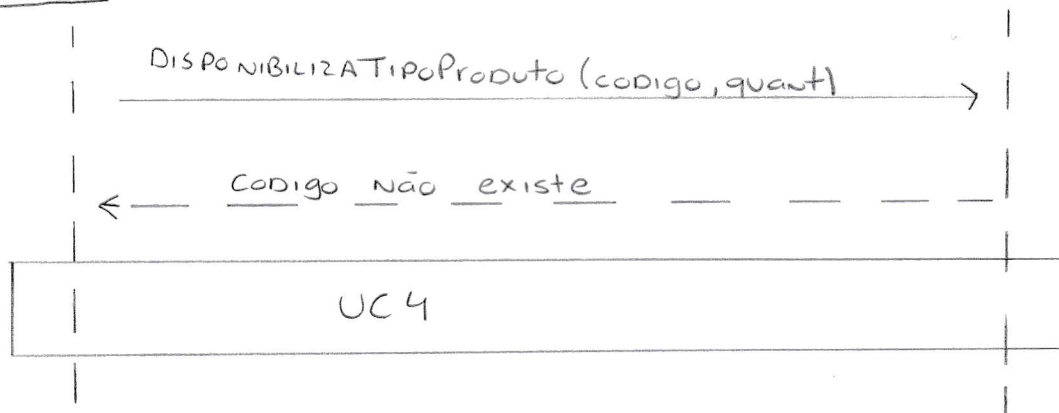 DISPONIBILIZATIPOPRODUTO (CODIGO, quant)
CODIGO Não existe
UC4